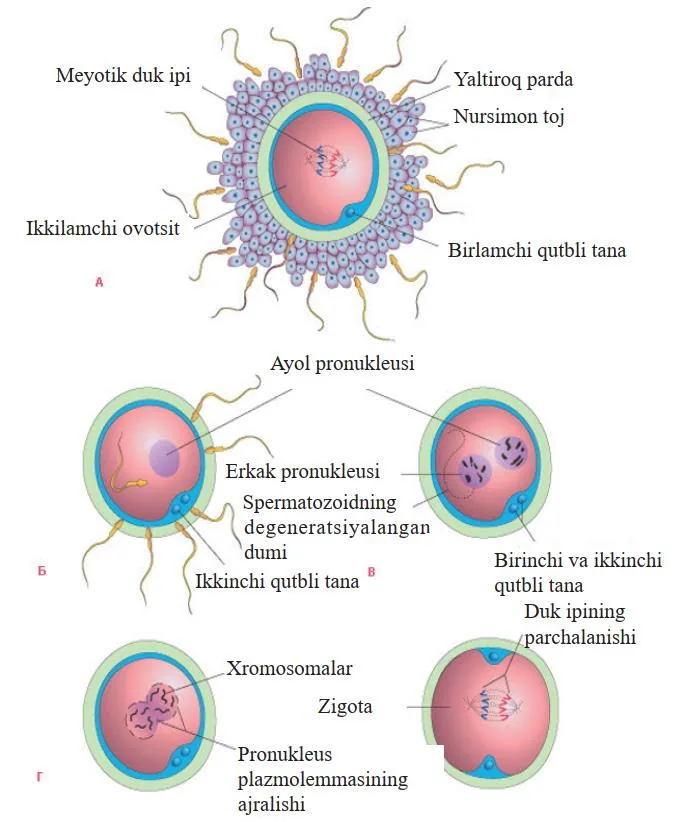 Meyotik duk ipi
Yaltiroq parda
Nursimon toj
Ikkilamchi ovotsit
Birlamchi qutbli tana
А
Ayol pronukleusi
Erkak pronukleusi
Spermatozoidning
degeneratsiyalangan
dumi
Ikkinchi qutbli tana
Б
В
Birinchi va ikkinchi
qutbli tana
Duk ipining
parchalanishi
Xromosomalar
Zigota
Pronukleus
plazmolemmasining
ajralishi
Г